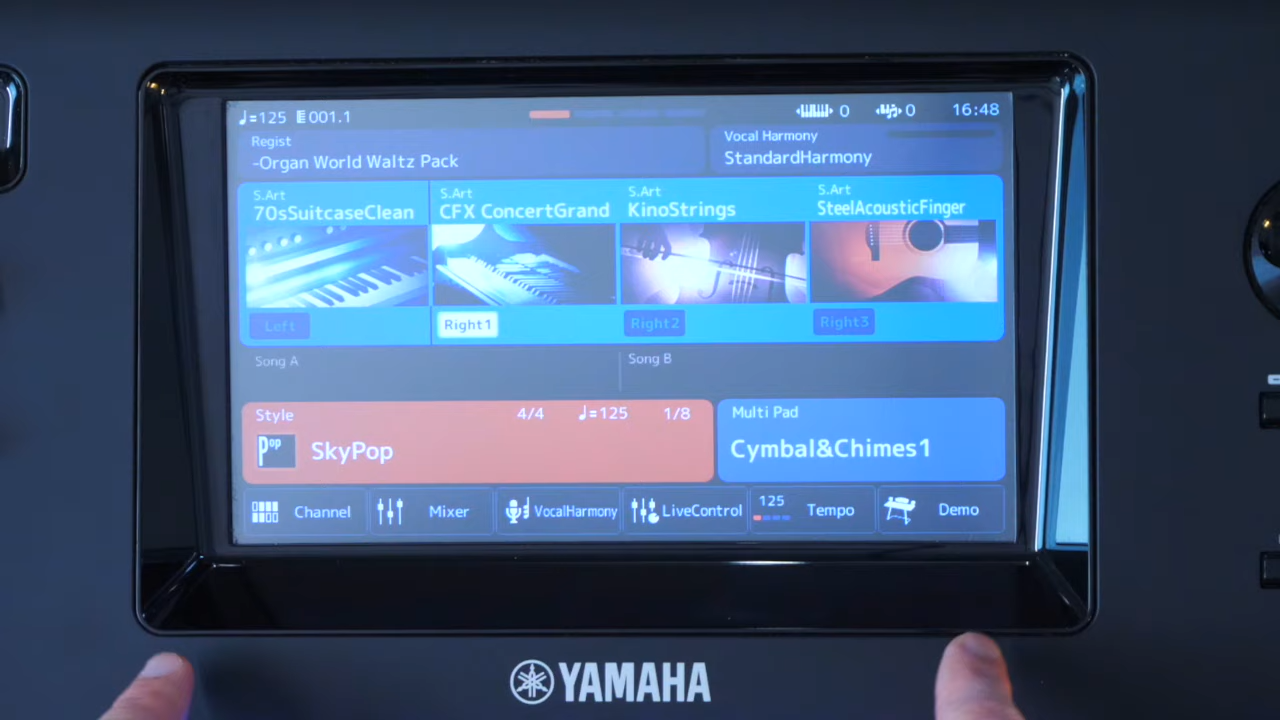 ♩=125 001.1 0 0 16:48
Regist
-Organ World Waltz Pack
Vocal Harmony
StandardHarmony
S.Art S.Art S.Art S.Art
70sSuitcaseClean CFX ConcertGrand KinoStrings SteelAcousticFinger
Left Right1 Right2 Right3
Song A Song B
Style 4/4 ♩=125 1/8
Pop SkyPop
Multi Pad
Cymbal&Chimes1
Channel Mixer VocalHarmony LiveControl 125 Tempo Demo
YAMAHA